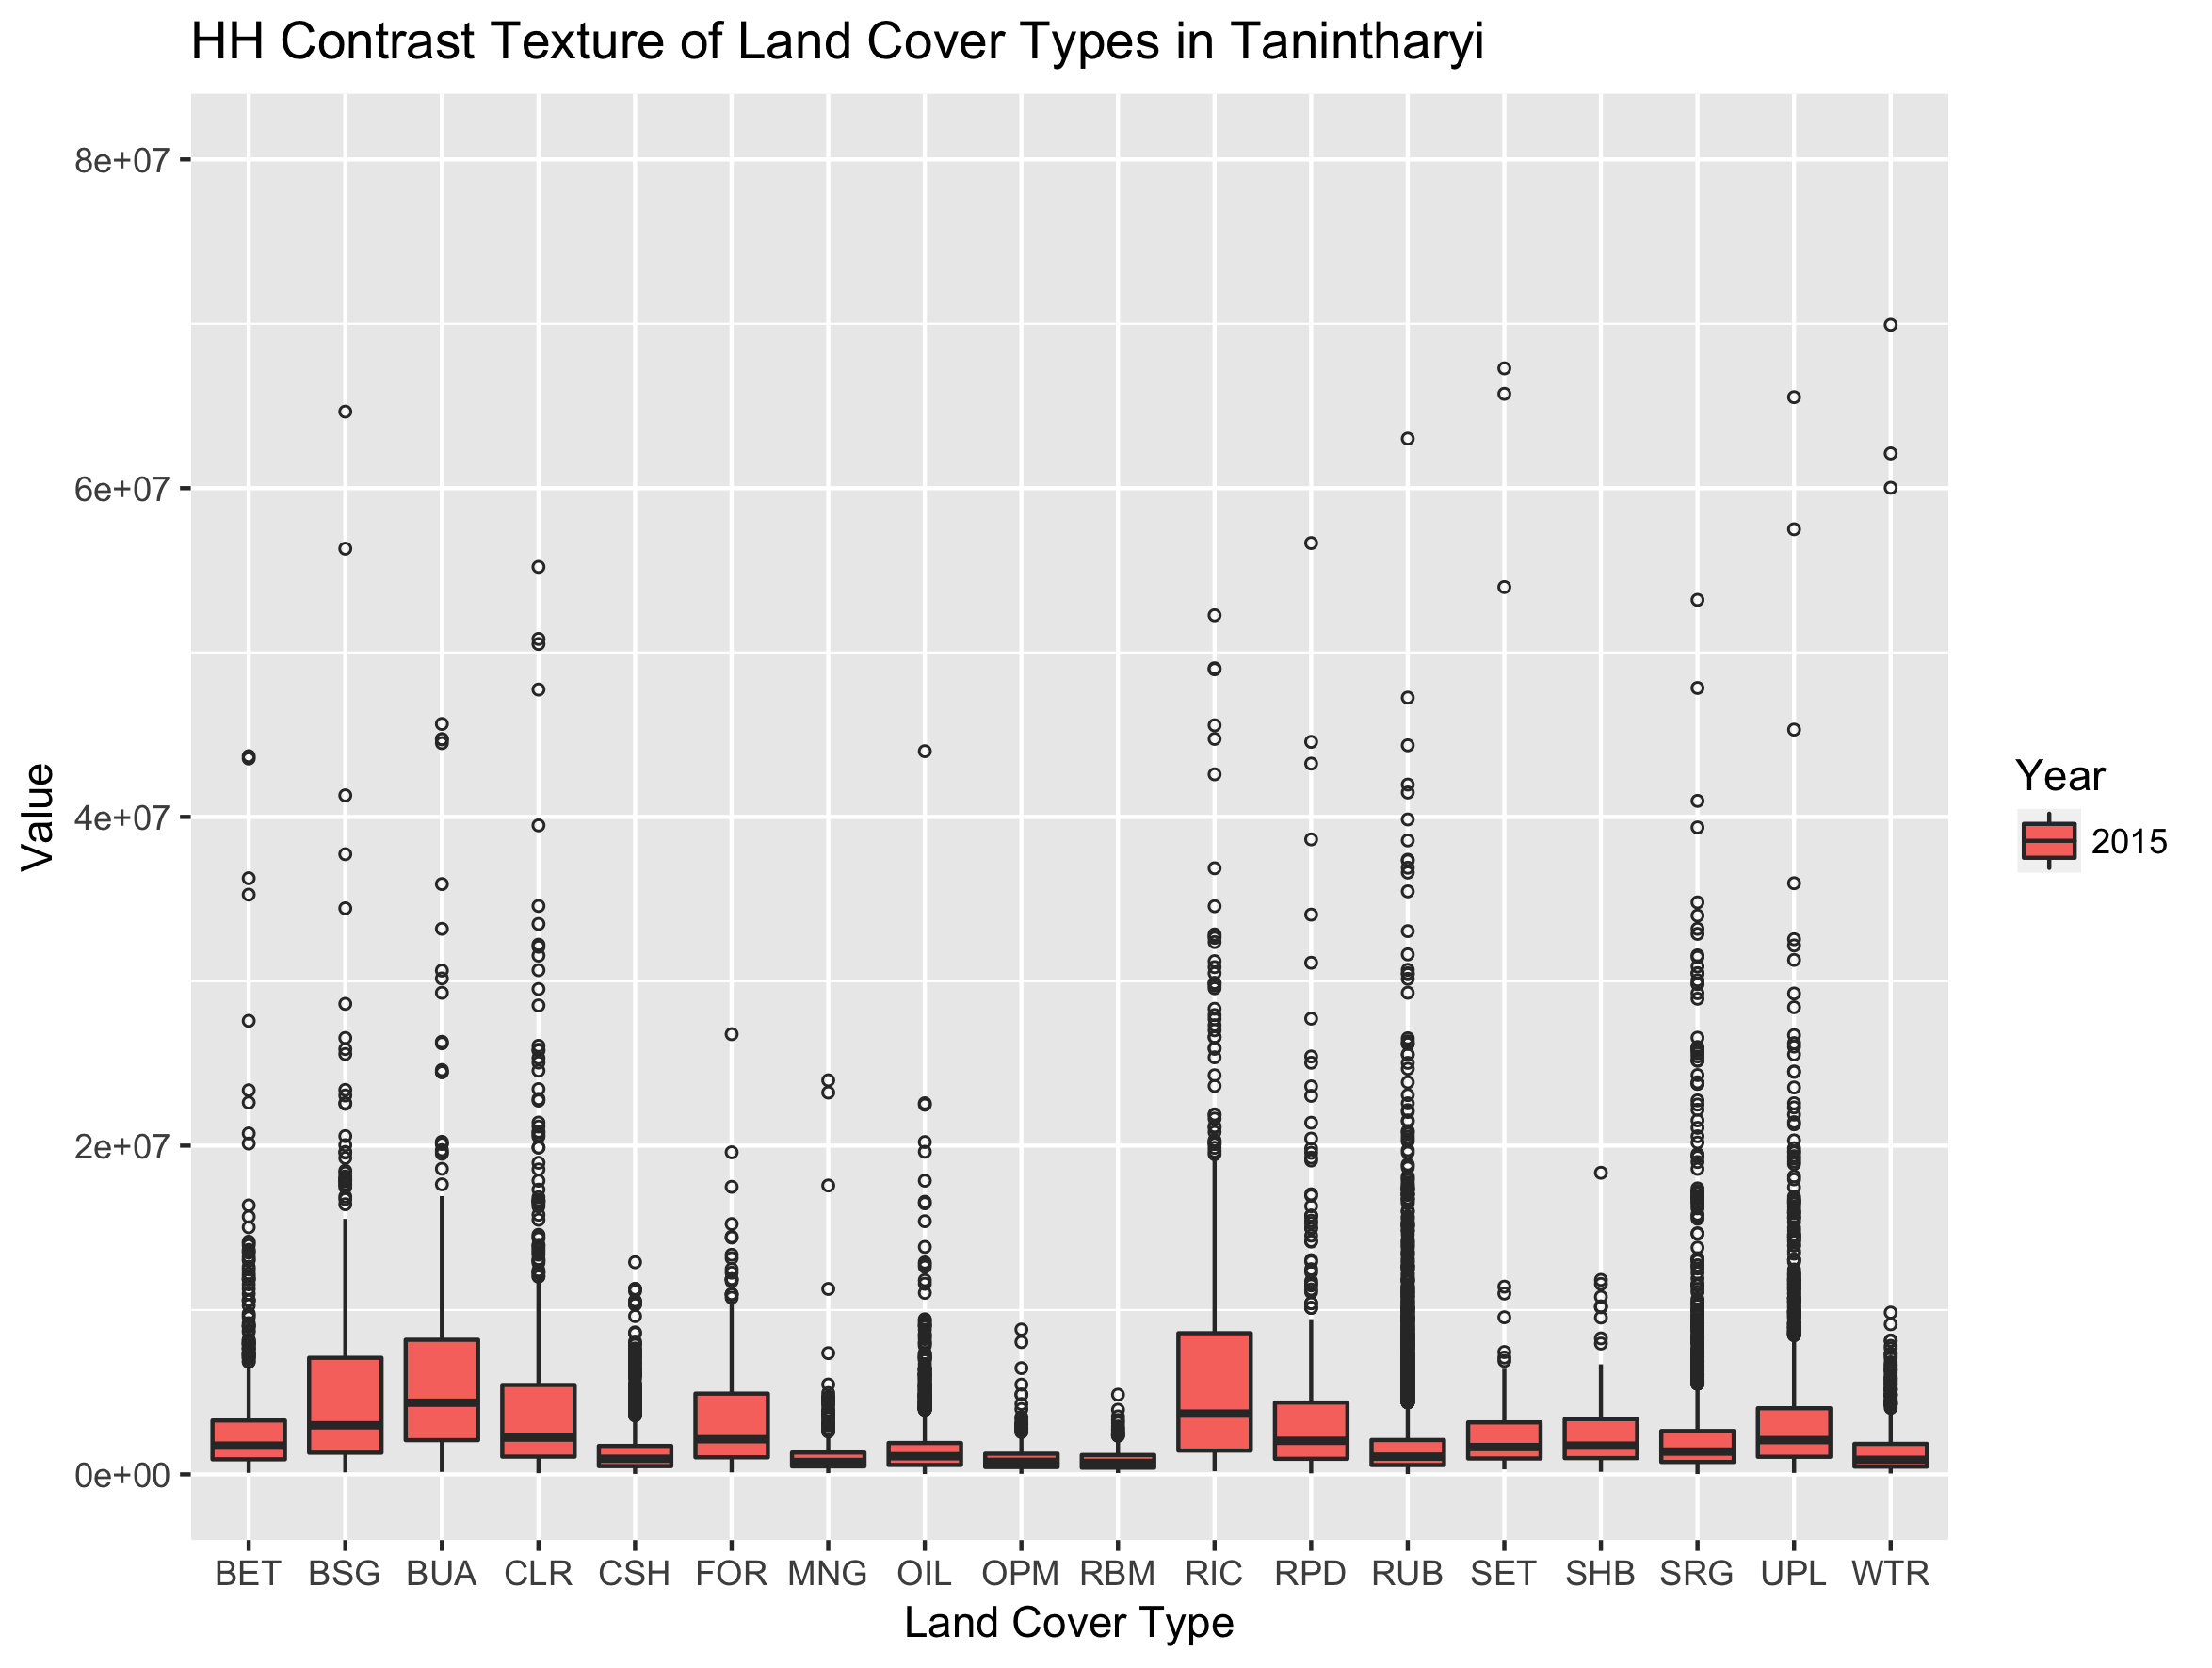 HH Contrast Texture of Land Cover Types in Tanintharyi
Value
8e+07
6e+07
4e+07
2e+07
0e+00
BET BSG BUA CLR CSH FOR MNG OIL OPM RBM RIC RPD RUB SET SHB SRG UPL WTR
Land Cover Type
Year
2015